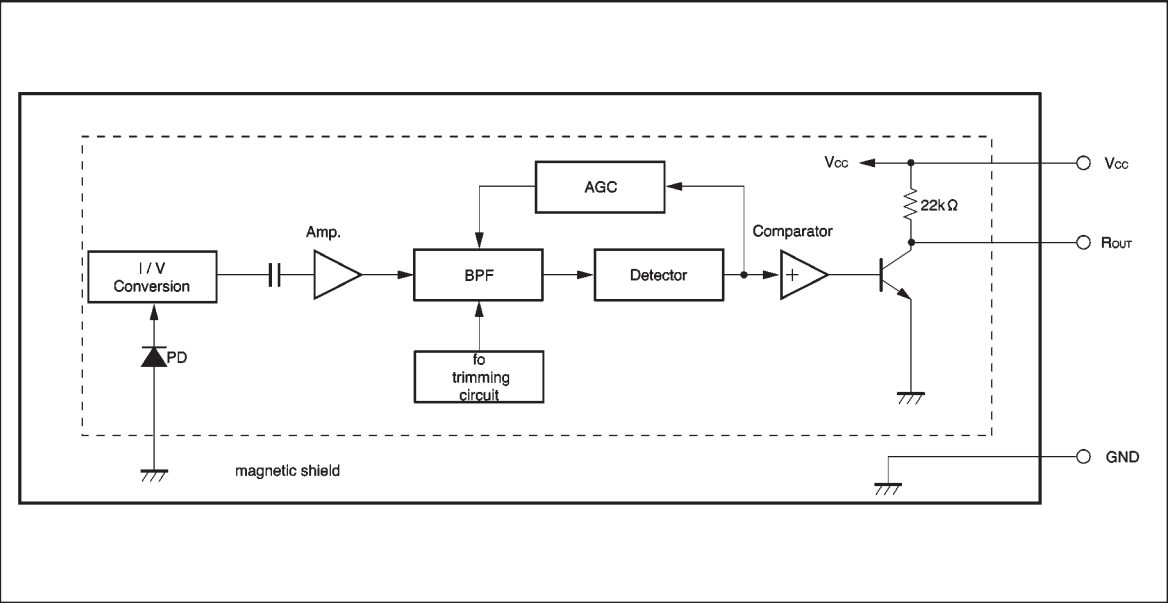 AGC
Vcc
Vcc
22kΩ
Amp.
Comparator
ROUT
I / V
Conversion
BPF
Detector
+
PD
fo
trimming
circuit
magnetic shield
GND